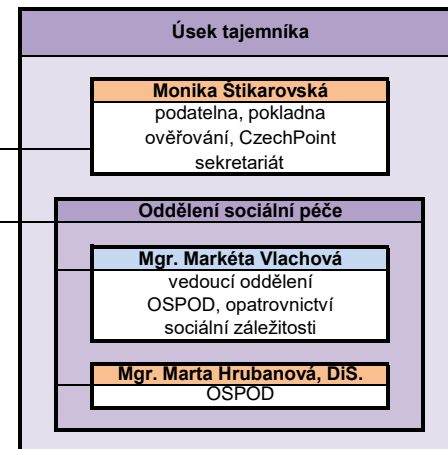 Úsek tajemníka
Monika Štikarovská
podatelna, pokladna
ověřování, CzechPoint
sekretariát
Oddělení sociální péče
Mgr. Markéta Vlachová
vedoucí oddělení
OSPOD, opatrovnictví
sociální záležitosti
Mgr. Marta Hrubanová, DiS.
OSPOD